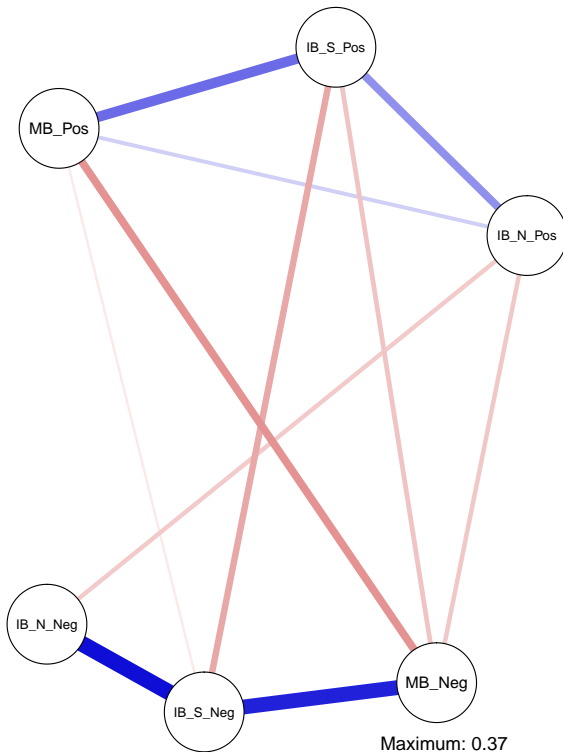 IB_S_Pos
MB_Pos
IB_N_Pos
IB_N_Neg
MB_Neg
IB_S_Neg
Maximum: 0.37